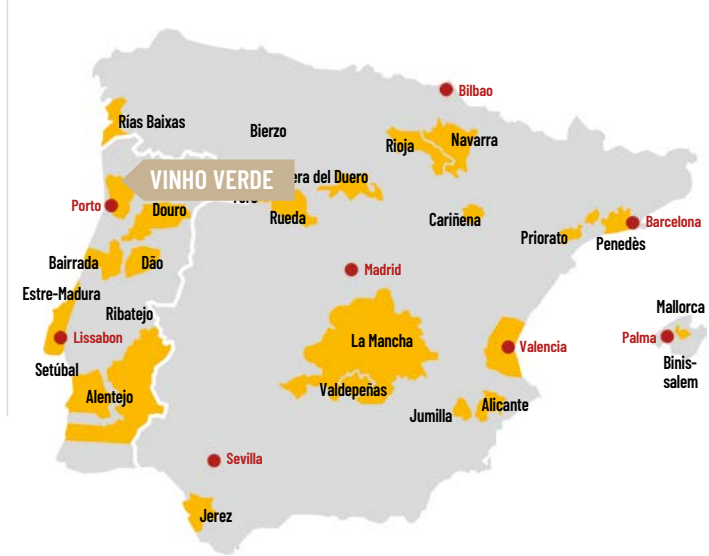 Bilbao
Rías Baixas
Bierzo
Rioja
Navarra
VINHO VERDE
era del Duero
Porto
Douro
Rueda
Cariñena
Priorato
Barcelona
Penedès
Bairrada
Dão
Madrid
Estre-Madura
Ribatejo
Mallorca
Lissabon
La Mancha
Valencia
Palma
Binis-
salem
Setúbal
Alentejo
Valdepeñas
Jumilla
Alicante
Sevilla
Jerez